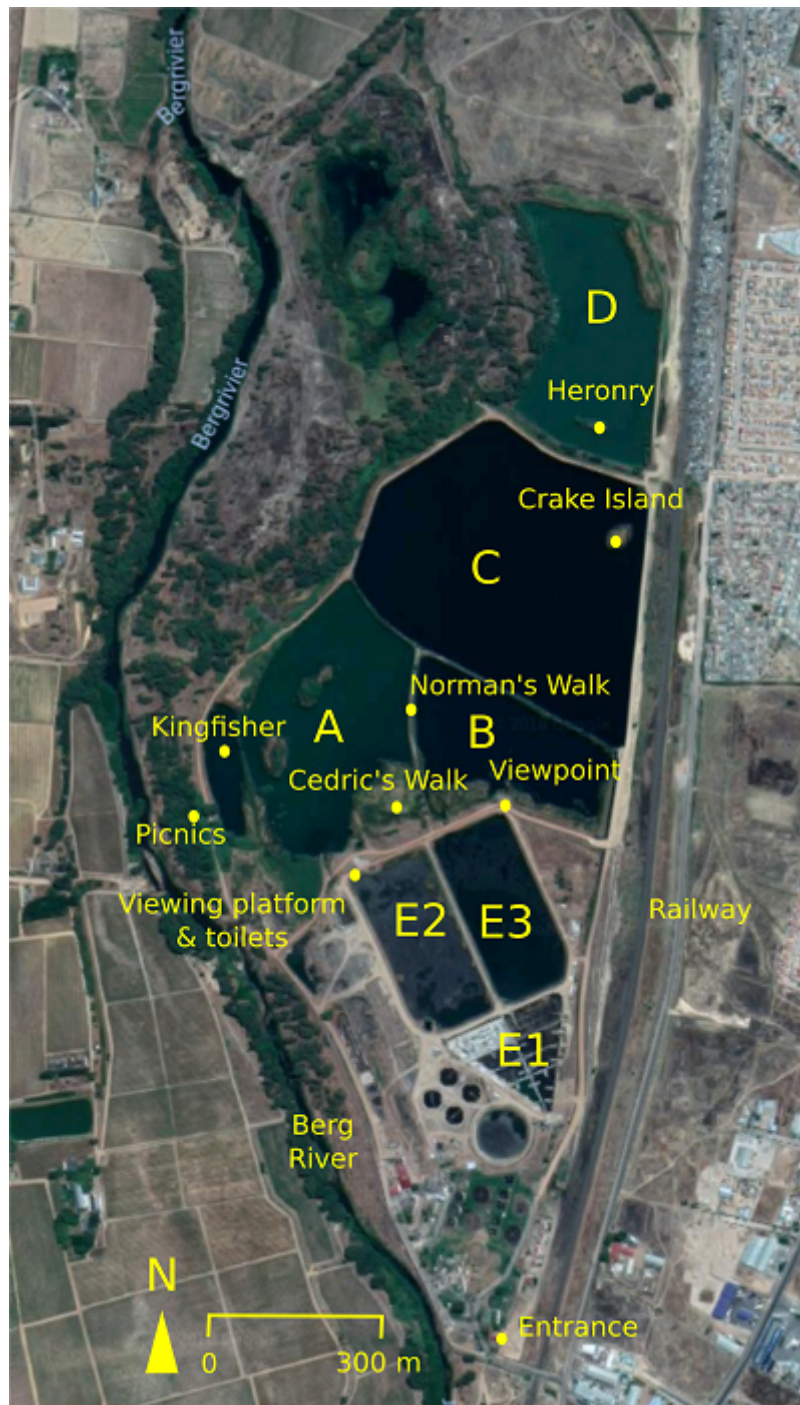 Bergrivier
D
Bergrivier
Heronry
Crake Island
C
Norman's Walk
Kingfisher
A
B
Cedric's Walk
Viewpoint
Picnics
Viewing platform
& toilets
E2
E3
Railway
E1
Berg
River
N
0
300 m
Entrance